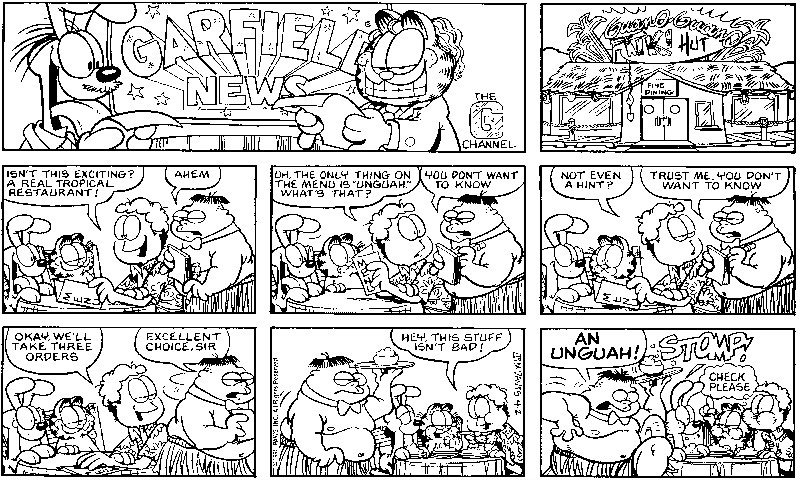 GARFIELD
NEWS
THE
G
CHANNEL
HUT
FINE
DINING
ISN'T THIS EXCITING?
A REAL TROPICAL
RESTAURANT!
AHEM
UH, THE ONLY THING ON
THE MENU IS "UNGUAH."
WHAT'S THAT?
YOU DON'T WANT
TO KNOW
NOT EVEN
A HINT?
TRUST ME. YOU DON'T
WANT TO KNOW
OKAY. WE'LL
TAKE THREE
ORDERS
EXCELLENT
CHOICE, SIR
HEY, THIS STUFF
ISN'T BAD!
AN
UNGUAH!
STOMP!
CHECK,
PLEASE